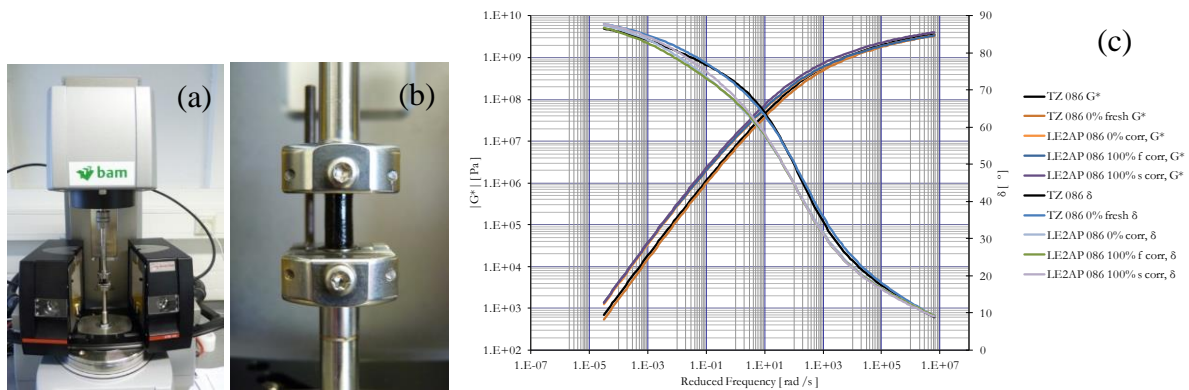 (a)
bam
(b)
(c)
1.E+10
1.E+09
1.E+08
1.E+07
1.E+06
1.E+05
1.E+04
1.E+03
1.E+02
| G* | [ Pa]
1.E-07 1.E-05 1.E-03 1.E-01 1.E+01 1.E+03 1.E+05 1.E+07
Reduced Frequency [ rad /s ]
90
80
70
60
50
40
30
20
10
0
δ [ °]
TZ 086 G*
TZ 086 0% fresh G*
LE2AP 086 0% corr, G*
LE2AP 086 100% f corr, G*
LE2AP 086 100% s corr, G*
TZ 086 δ
TZ 086 0% fresh δ
LE2AP 086 0% corr, δ
LE2AP 086 100% f corr, δ
LE2AP 086 100% s corr, δ